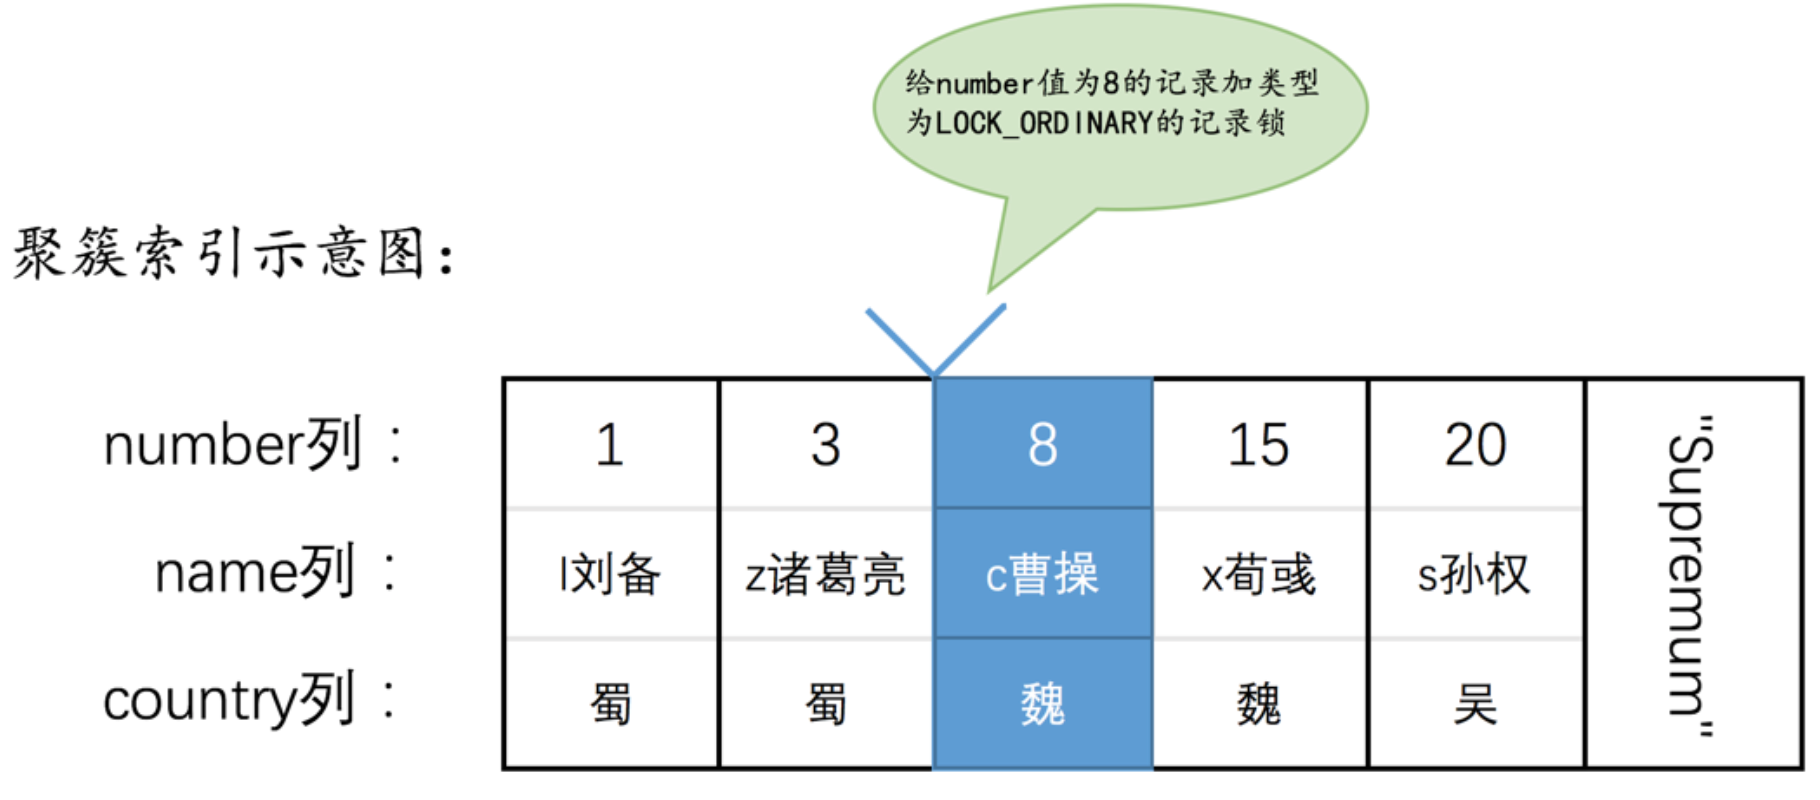 给number值为8的记录加类型
为LOCK_ORDINARY的记录锁
聚簇索引示意图：
number列： 1 3 8 15 20 "Supremum"
name列： l刘备 z诸葛亮 c曹操 x荀彧 s孙权
country列： 蜀 蜀 魏 魏 吴